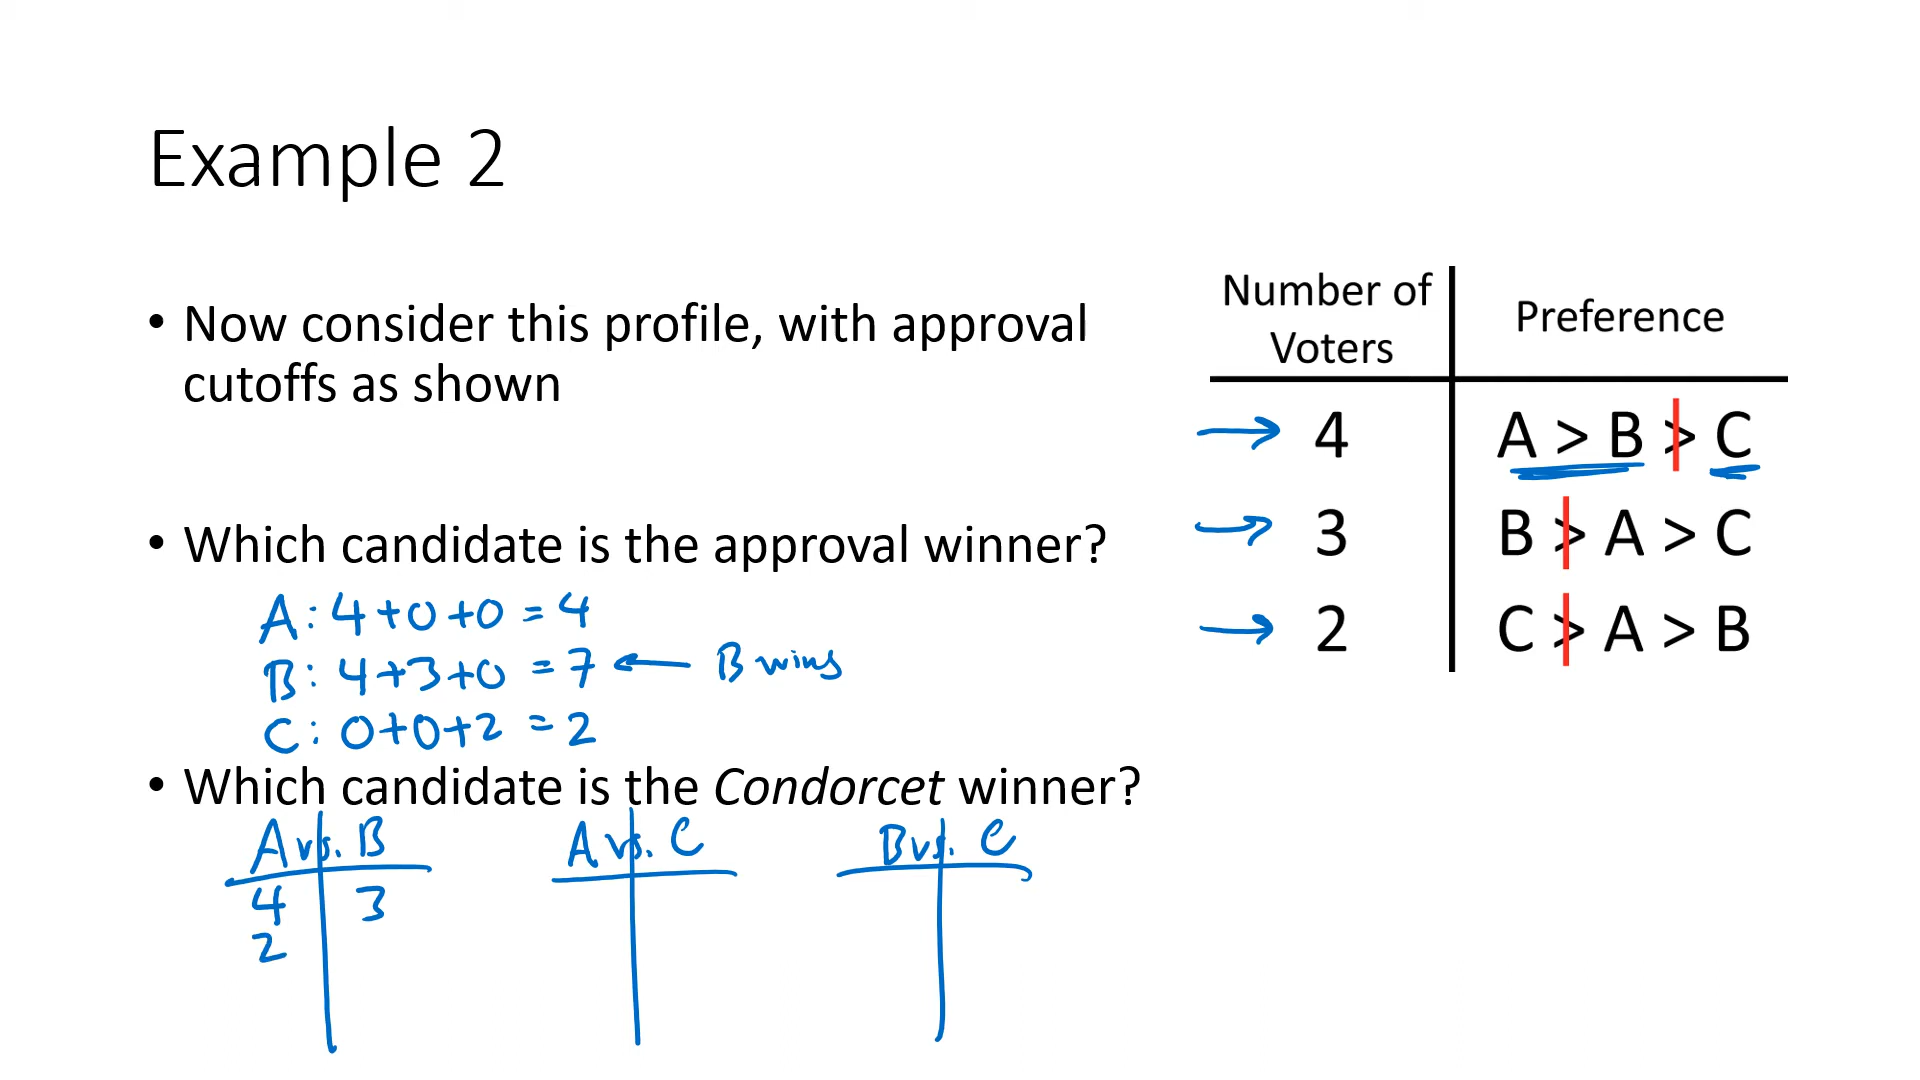 Example 2
• Now consider this profile, with approval
cutoffs as shown
• Which candidate is the approval winner?
A: 4+0+0 = 4
B: 4+3+0 = 7 ← B wins
C: 0+0+2 = 2
• Which candidate is the Condorcet winner?
A vs. B
4 3
2
A vs. C
B vs. C
Number of
Voters
Preference
→ 4 A > B > C
→ 3 B > A > C
→ 2 C > A > B